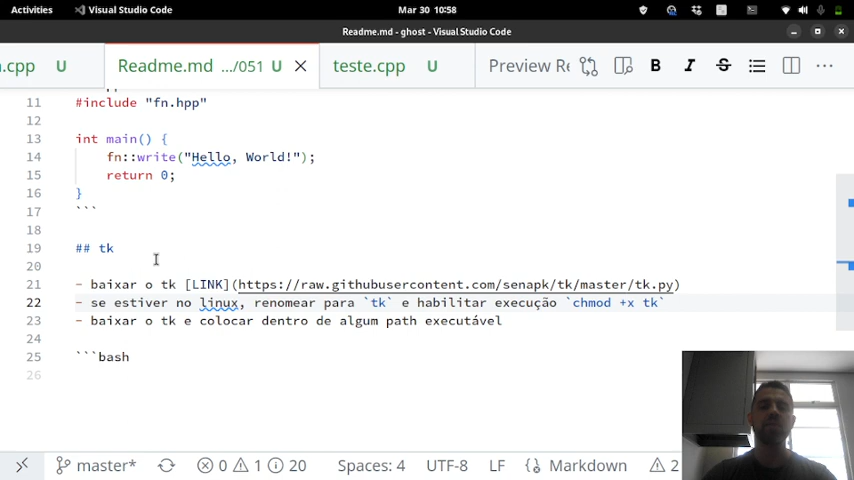 Activities
Visual Studio Code
Mar 30 10:58
Readme.md - ghost - Visual Studio Code
.cpp U
Readme.md .../051 U
teste.cpp U
Preview Re
B I S
11 #include "fn.hpp"
12
13 int main() {
14 fn::write("Hello, World!");
15 return 0;
16 }
17 ```
18
19 ## tk
20
21 - baixar o tk [LINK](https://raw.githubusercontent.com/senapk/tk/master/tk.py)
22 - se estiver no linux, renomear para `tk` e habilitar execução `chmod +x tk`
23 - baixar o tk e colocar dentro de algum path executável
24
25 ```bash
26
master* 0 1 20 Spaces: 4 UTF-8 LF Markdown 2